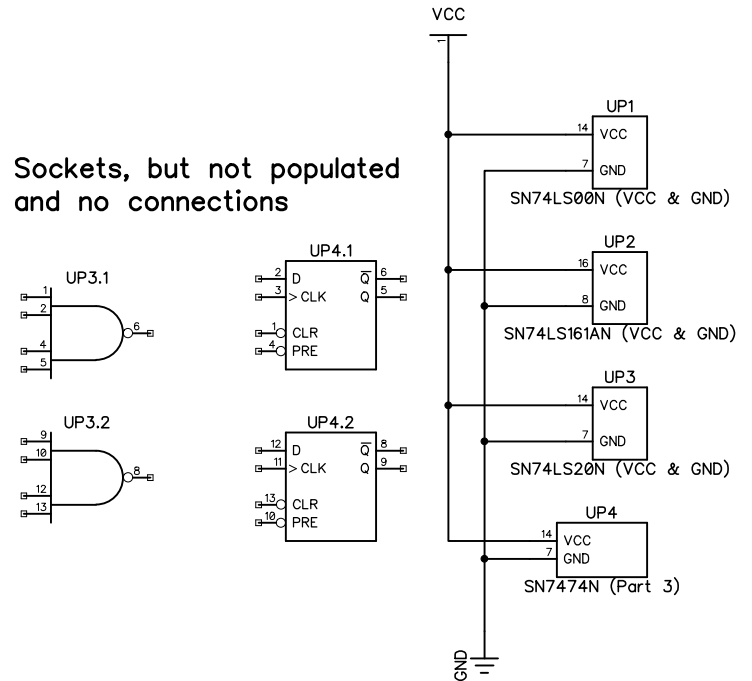 VCC
1
UP1
14 VCC
7 GND
SN74LS00N (VCC & GND)
Sockets, but not populated
and no connections
UP2
16 VCC
8 GND
SN74LS161AN (VCC & GND)
UP3.1
1
2
4
5
6
UP4.1
2 D Q 6
3 >CLK Q 5
1 CLR
4 PRE
UP3
14 VCC
7 GND
SN74LS20N (VCC & GND)
UP3.2
9
10
12
13
8
UP4.2
12 D Q 8
11 >CLK Q 9
13 CLR
10 PRE
UP4
14 VCC
7 GND
SN7474N (Part 3)
GND